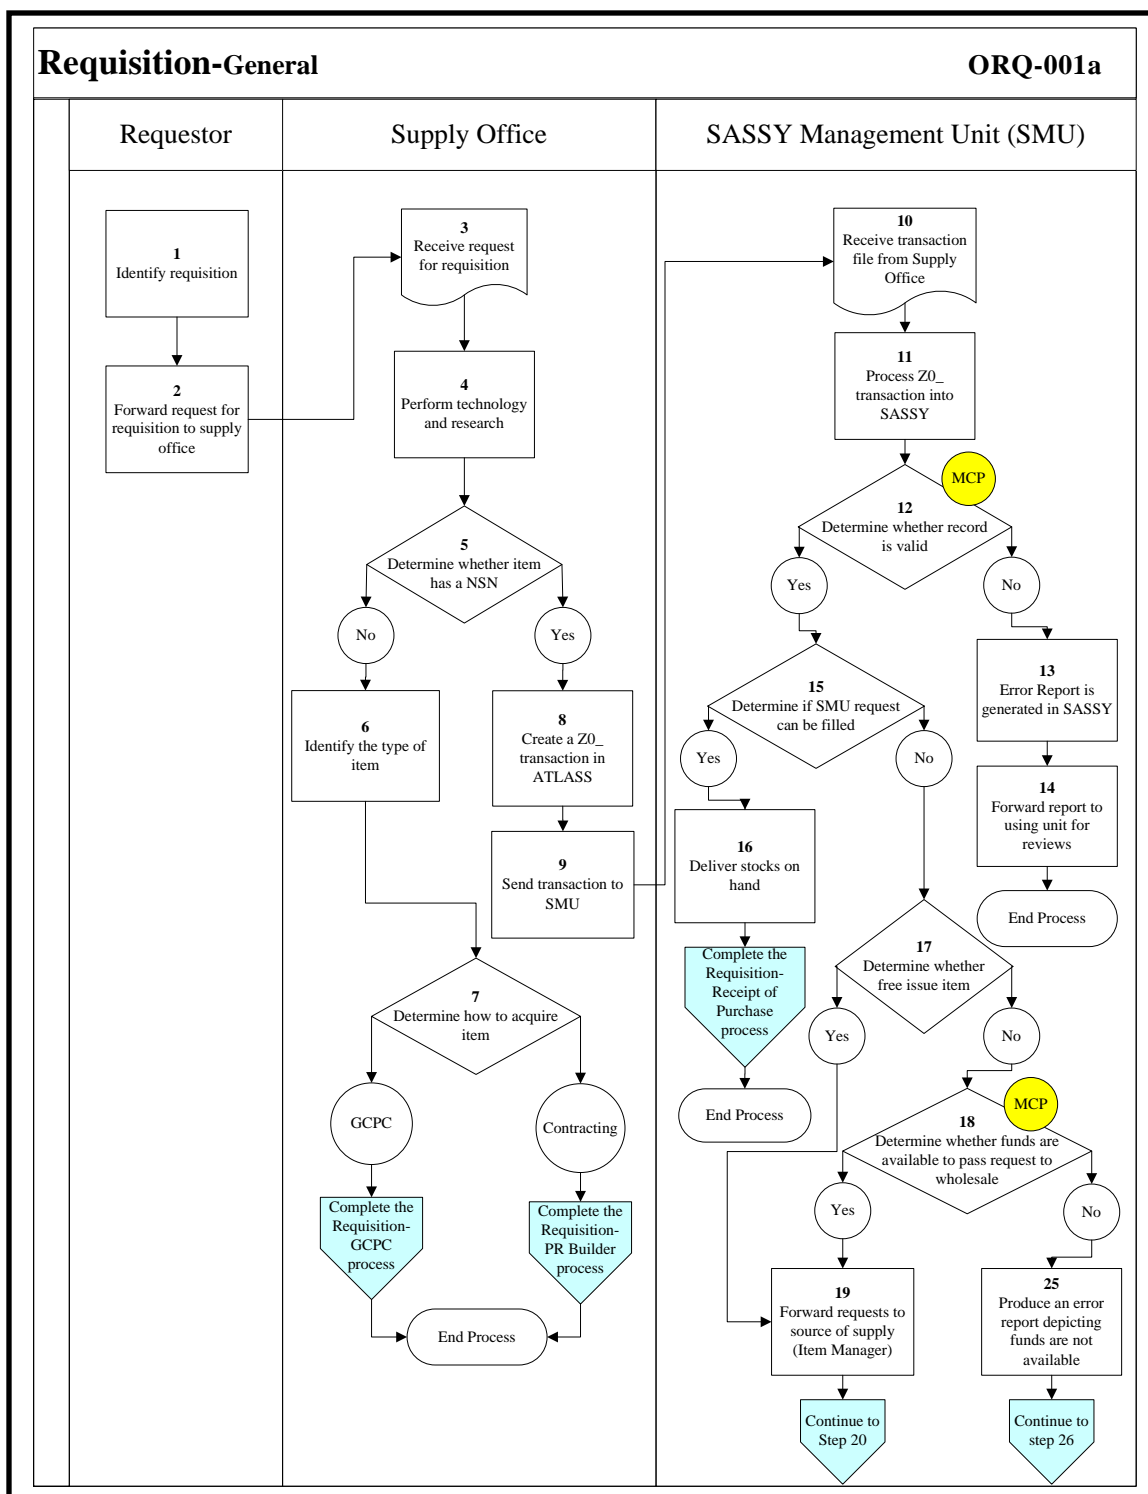 Requisition-General
ORQ-001a
Requestor
Supply Office
SASSY Management Unit (SMU)
1
Identify requisition
2
Forward request for
requisition to supply
office
3
Receive request
for requisition
4
Perform technology
and research
5
Determine whether item
has a NSN
No
Yes
6
Identify the type of
item
8
Create a Z0_
transaction in
ATLASS
9
Send transaction to
SMU
7
Determine how to acquire
item
GCPC
Contracting
Complete the
Requisition-
GCPC
process
Complete the
Requisition-
PR Builder
process
End Process
10
Receive transaction
file from Supply
Office
11
Process Z0_
transaction into
SASSY
MCP
12
Determine whether record
is valid
Yes
No
13
Error Report is
generated in SASSY
14
Forward report to
using unit for
reviews
End Process
15
Determine if SMU request
can be filled
Yes
No
16
Deliver stocks on
hand
Complete the
Requisition-
Receipt of
Purchase
process
End Process
17
Determine whether
free issue item
Yes
No
MCP
18
Determine whether funds are
available to pass request to
wholesale
Yes
No
19
Forward requests to
source of supply
(Item Manager)
25
Produce an error
report depicting
funds are not
available
Continue to
Step 20
Continue to
step 26